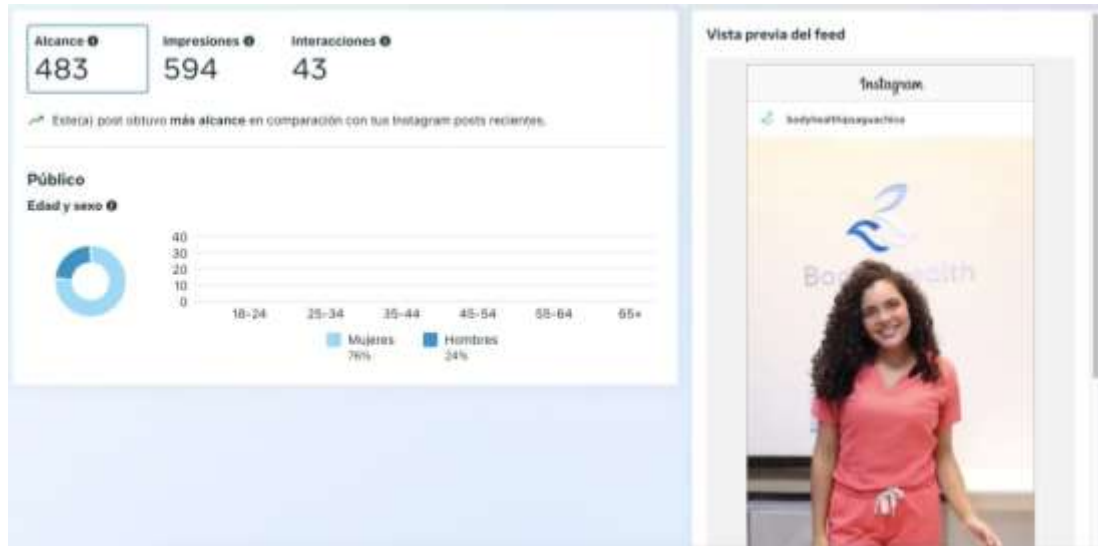 Alcance
483
Impresiones
594
Interacciones
43
Este(a) post obtuvo más alcance en comparación con tus Instagram posts recientes.
Público
Edad y sexo
40
30
20
10
0
18-24 25-34 35-44 45-54 55-64 65+
Mujeres
76%
Hombres
24%
Vista previa del feed
Instagram